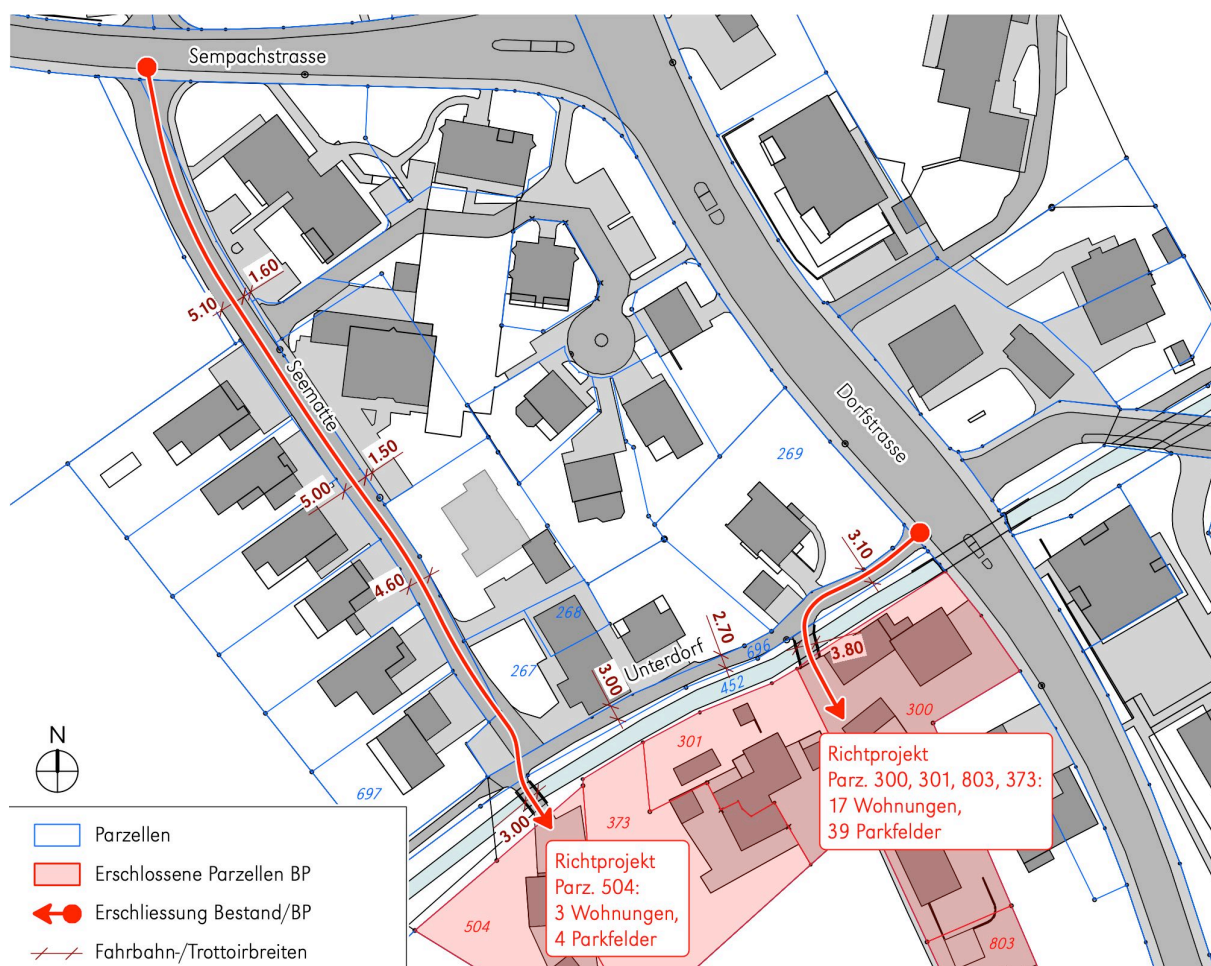 Sempachstrasse
1.60
5.10
Seematte
1.50
5.00
Dorfstrasse
269
3.10
4.60
268
2.70
696
3.80
267
Unterdorf
3.00
452
300
N
301
697
373
3.00
504
803
Richtprojekt
Parz. 300, 301, 803, 373:
17 Wohnungen,
39 Parkfelder
Richtprojekt
Parz. 504:
3 Wohnungen,
4 Parkfelder
Parzellen
Erschlossene Parzellen BP
Erschliessung Bestand/BP
Fahrbahn-/Trottoirbreiten